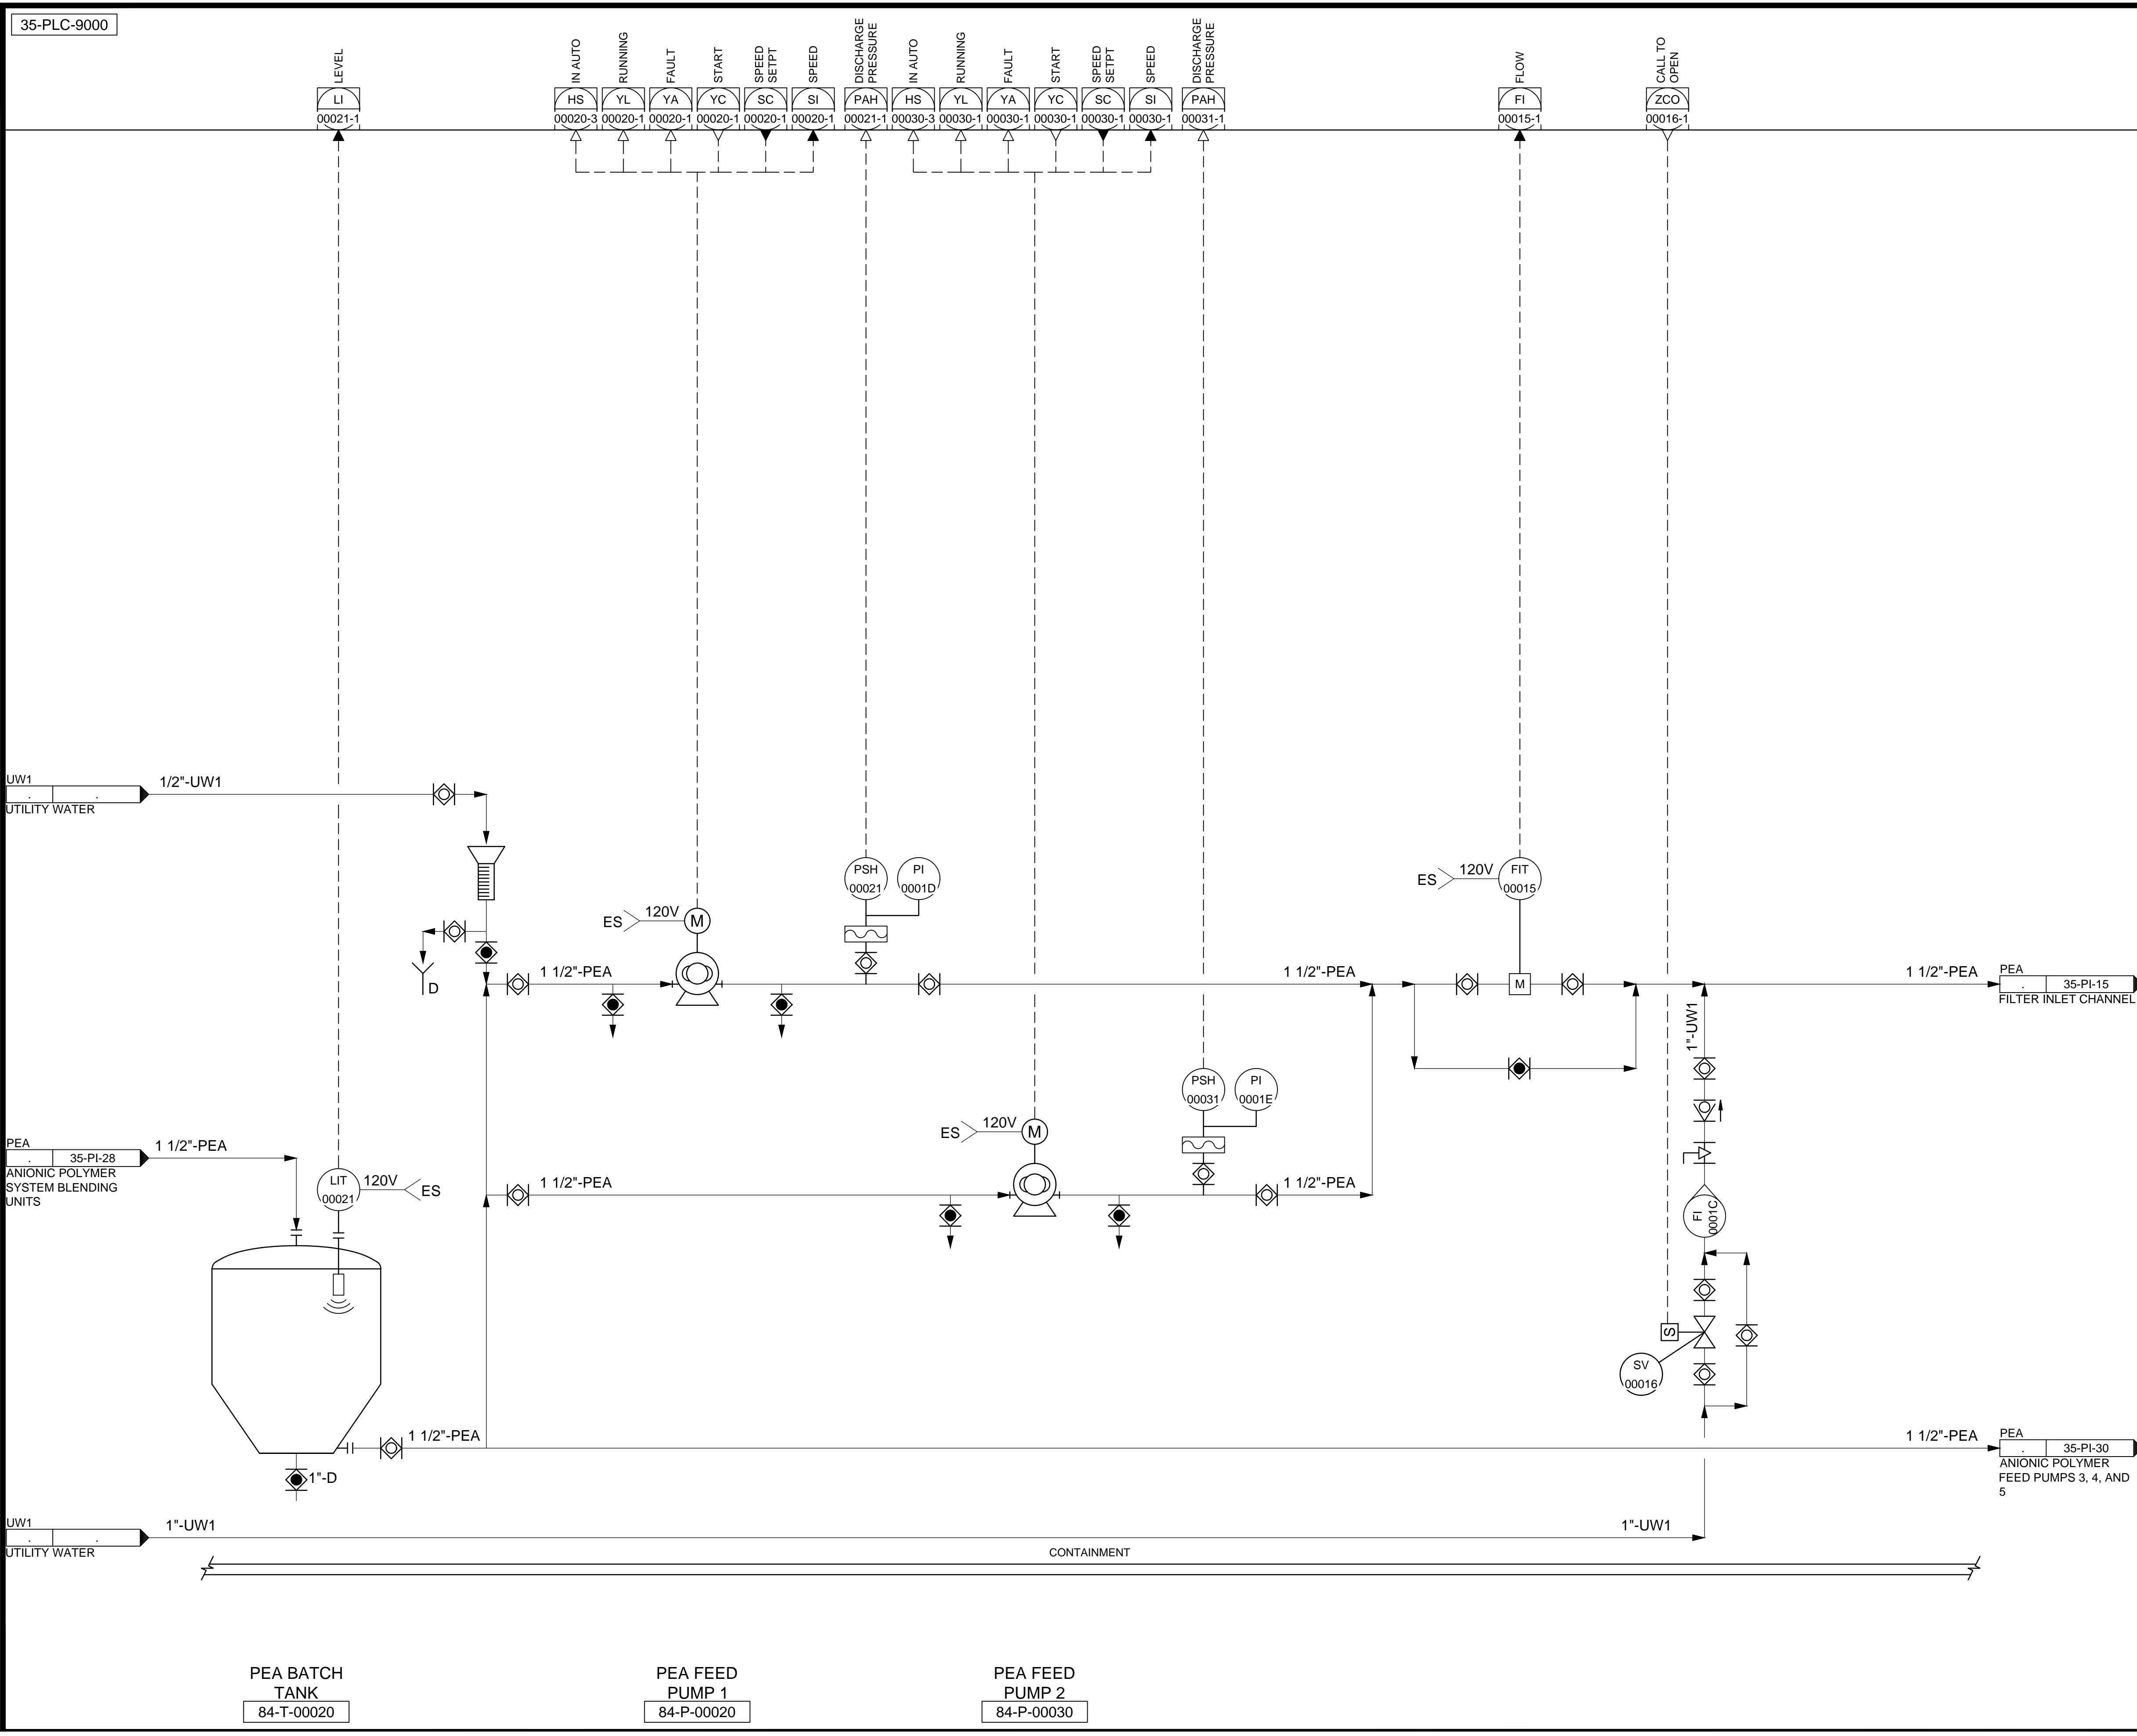 35-PLC-9000
LEVEL
IN AUTO
RUNNING
FAULT
START
SPEED
SETPT
SPEED
DISCHARGE
PRESSURE
IN AUTO
RUNNING
FAULT
START
SPEED
SETPT
SPEED
DISCHARGE
PRESSURE
FLOW
CALL TO
OPEN
LI
00021-1
HS
00020-3
YL
00020-1
YA
00020-1
YC
00020-1
SC
00020-1
SI
00020-1
PAH
00021-1
HS
00030-3
YL
00030-1
YA
00030-1
YC
00030-1
SC
00030-1
SI
00030-1
PAH
00031-1
FI
00015-1
ZCO
00016-1
UW1
. .
UTILITY WATER
1/2"-UW1
PSH
00021
PI
0001D
ES 120V
FIT
00015
ES 120V M
D
1 1/2"-PEA
1 1/2"-PEA
M
1 1/2"-PEA
PEA
. 35-PI-15
FILTER INLET CHANNEL
1"-UW1
PSH
00031
PI
0001E
ES 120V M
PEA
. 35-PI-28
ANIONIC POLYMER
SYSTEM BLENDING
UNITS
1 1/2"-PEA
LIT
00021
120V ES
1 1/2"-PEA
1 1/2"-PEA
FI
0001C
S
SV
00016
1 1/2"-PEA
1 1/2"-PEA
PEA
. 35-PI-30
ANIONIC POLYMER
FEED PUMPS 3, 4, AND
5
1"-D
UW1
. .
UTILITY WATER
1"-UW1
1"-UW1
CONTAINMENT
PEA BATCH
TANK
84-T-00020
PEA FEED
PUMP 1
84-P-00020
PEA FEED
PUMP 2
84-P-00030